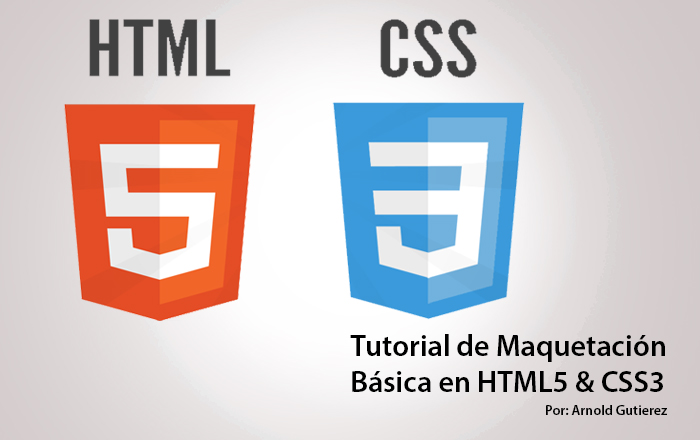 HTML CSS
5 3
Tutorial de Maquetación
Básica en HTML5 & CSS3
Por: Arnold Gutierez